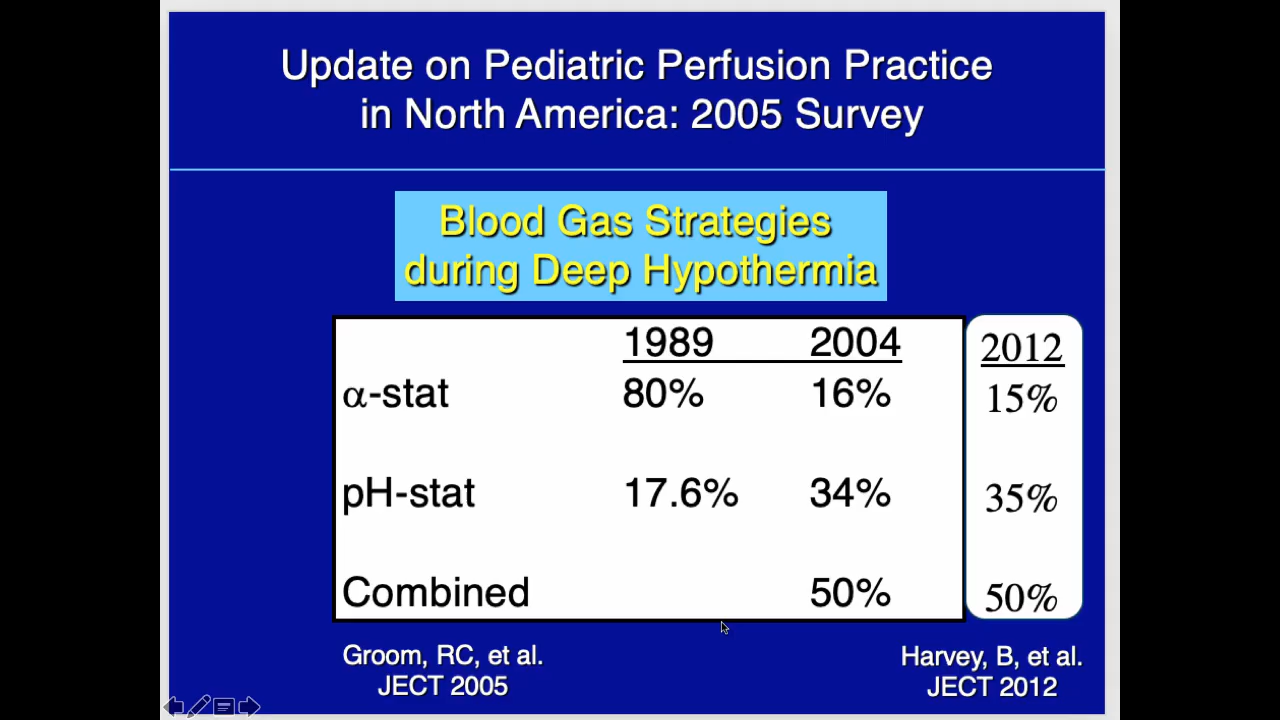 Update on Pediatric Perfusion Practice
in North America: 2005 Survey
Blood Gas Strategies
during Deep Hypothermia
1989 2004 2012
α-stat 80% 16% 15%
pH-stat 17.6% 34% 35%
Combined 50% 50%
Groom, RC, et al.
JECT 2005
Harvey, B, et al.
JECT 2012